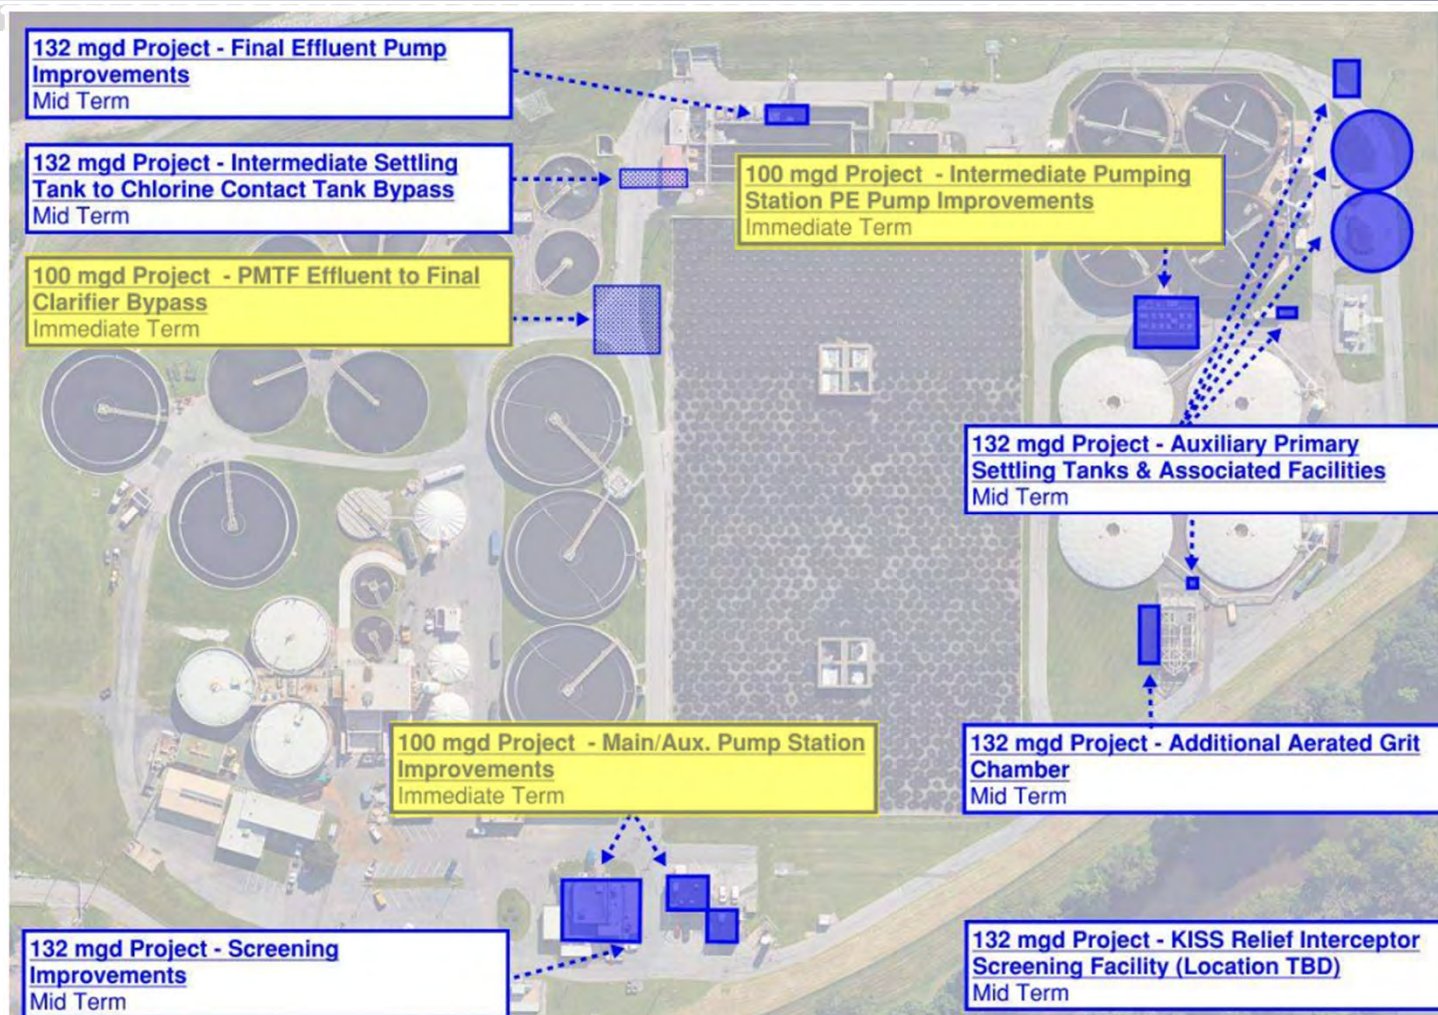 132 mgd Project - Final Effluent Pump
Improvements
Mid Term
132 mgd Project - Intermediate Settling
Tank to Chlorine Contact Tank Bypass
Mid Term
100 mgd Project - Intermediate Pumping
Station PE Pump Improvements
Immediate Term
100 mgd Project - PMTF Effluent to Final
Clarifier Bypass
Immediate Term
132 mgd Project - Auxiliary Primary
Settling Tanks & Associated Facilities
Mid Term
100 mgd Project - Main/Aux. Pump Station
Improvements
Immediate Term
132 mgd Project - Additional Aerated Grit
Chamber
Mid Term
132 mgd Project - Screening
Improvements
Mid Term
132 mgd Project - KISS Relief Interceptor
Screening Facility (Location TBD)
Mid Term